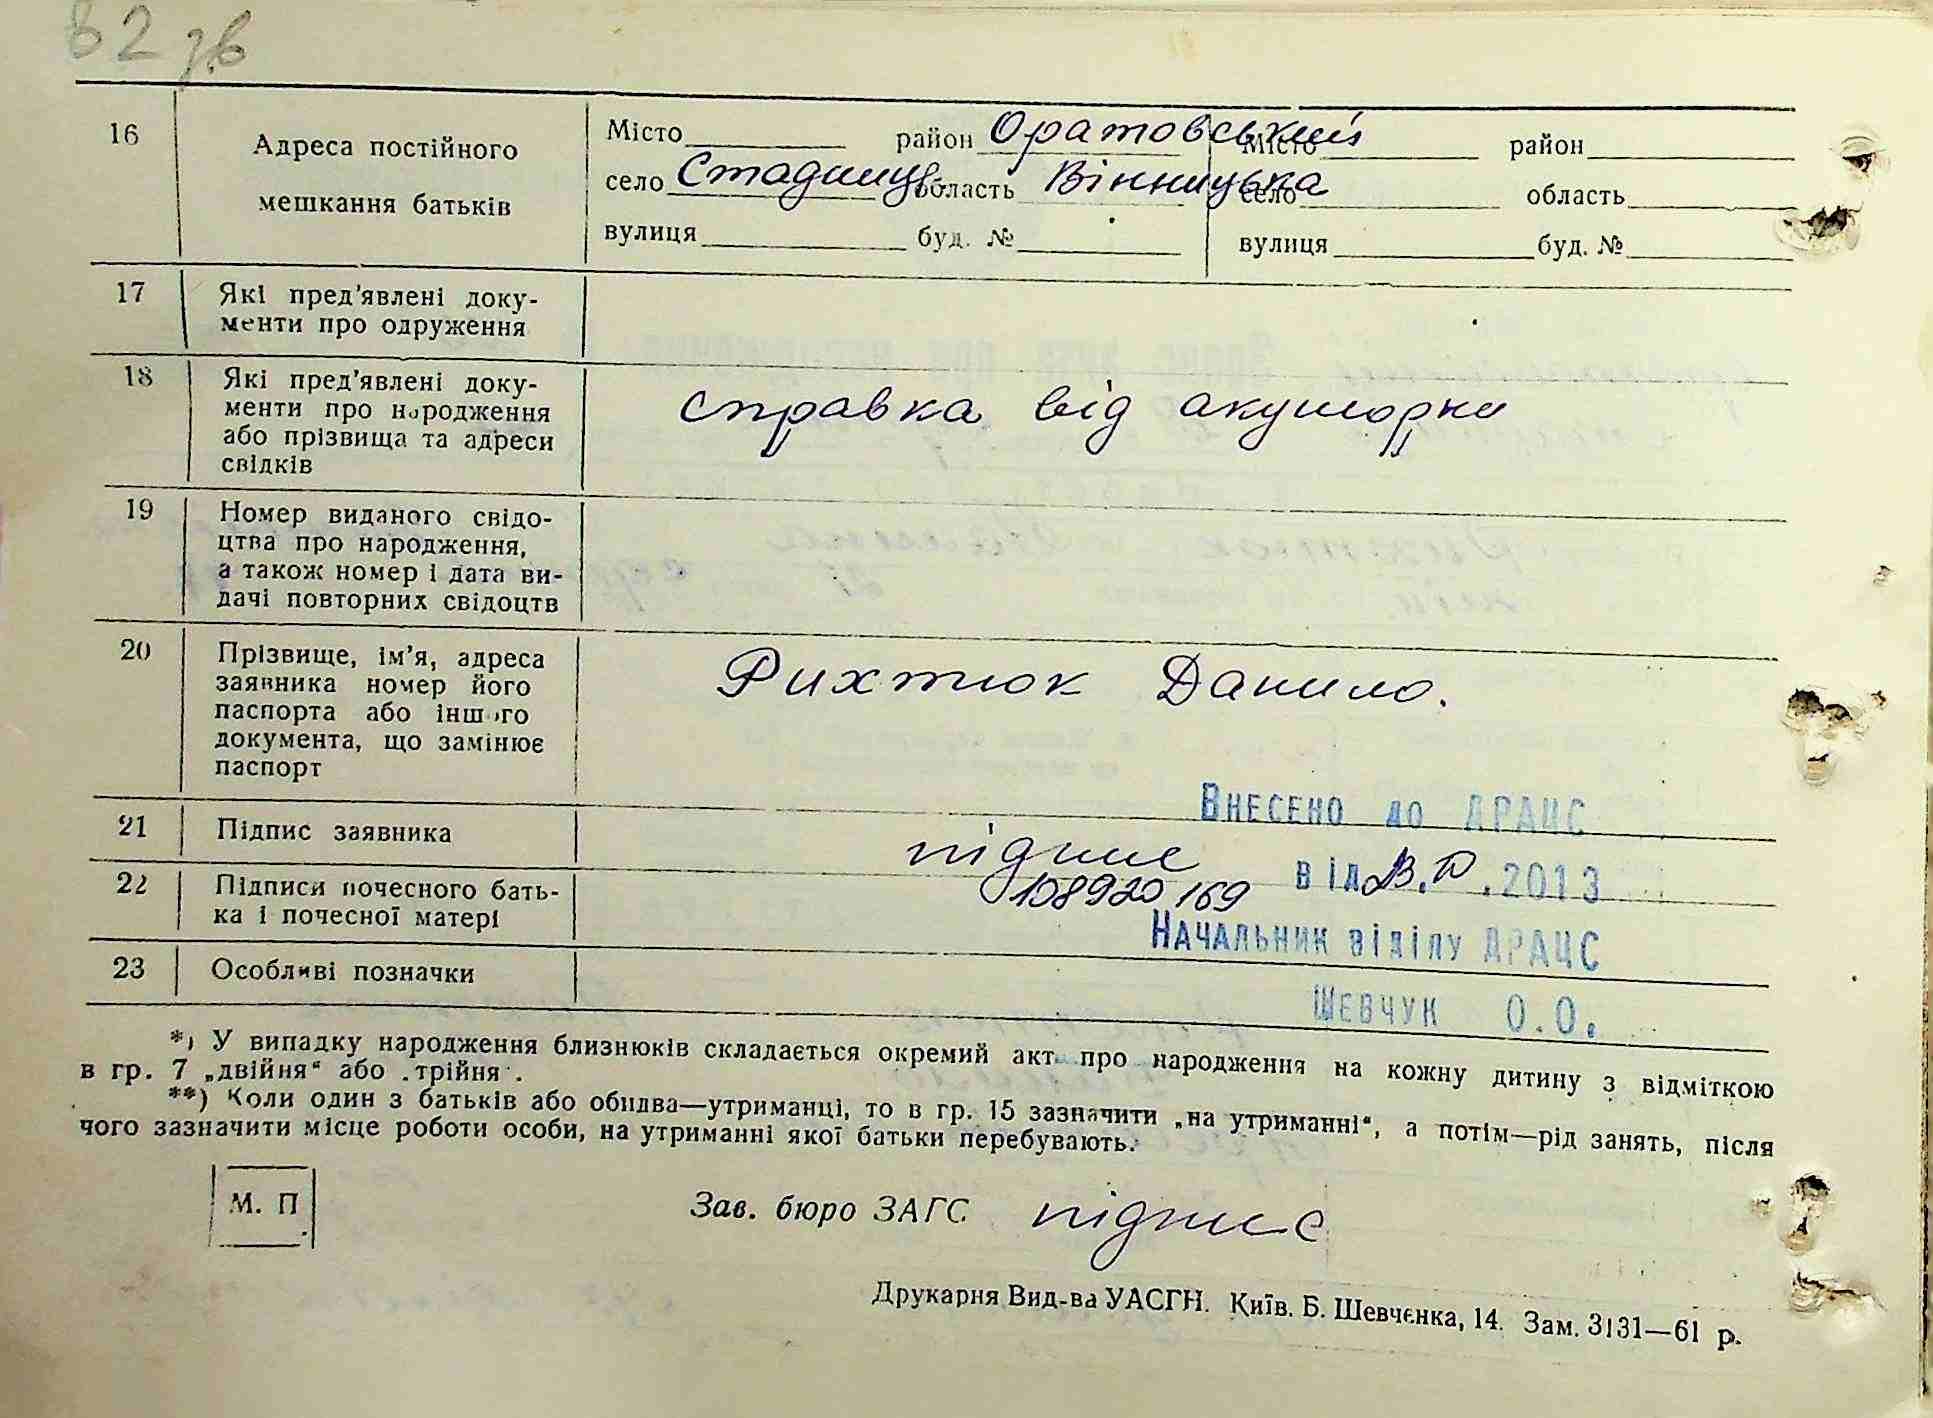 82 зв
16 Адреса постійного мешкання батьків
Місто район Оратовський Місто район
село Стадниця область Вінницька село область
вулиця буд. № вулиця буд. №
17 Які пред'явлені доку-
менти про одруження
18 Які пред'явлені доку-
менти про народження
або прізвища та адреси
свідків
справка від акушорки
19 Номер виданого свідо-
цтва про народження,
а також номер і дата ви-
дачі повторних свідоцтв
20 Прізвище, ім'я, адреса
заявника номер його
паспорта або іншого
документа, що замінює
паспорт
Рихтюк Данило.
Внесено до ДРАЦС
21 Підпис заявника підпис
від .2013
22 Підписи почесного бать-
ка і почесної матері
108920169
Начальник відділу ДРАЦС
23 Особливі позначки
Шевчук О.О.
*) У випадку народження близнюків складається окремий акт про народження на кожну дитину з відміткою
в гр. 7 „двійня“ або „трійня“.
**) Коли один з батьків або обидва—утриманці, то в гр. 15 зазначити „на утриманні“, а потім—рід занять, після
чого зазначити місце роботи особи, на утриманні якої батьки перебувають.
М. П.
Зав. бюро ЗАГС підпис
Друкарня Вид-ва УАСГН. Київ. Б. Шевченка, 14. Зам. 3131—61 р.